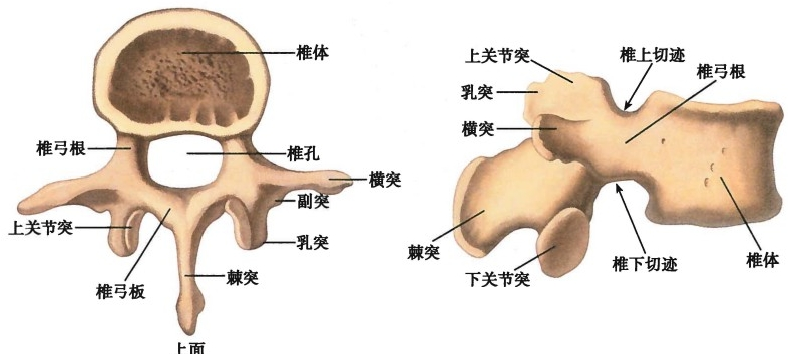 椎体
椎弓根
椎孔
横突
副突
上关节突
乳突
椎弓板
棘突
上面
上关节突
椎上切迹
椎弓根
乳突
横突
棘突
下关节突
椎下切迹
椎体